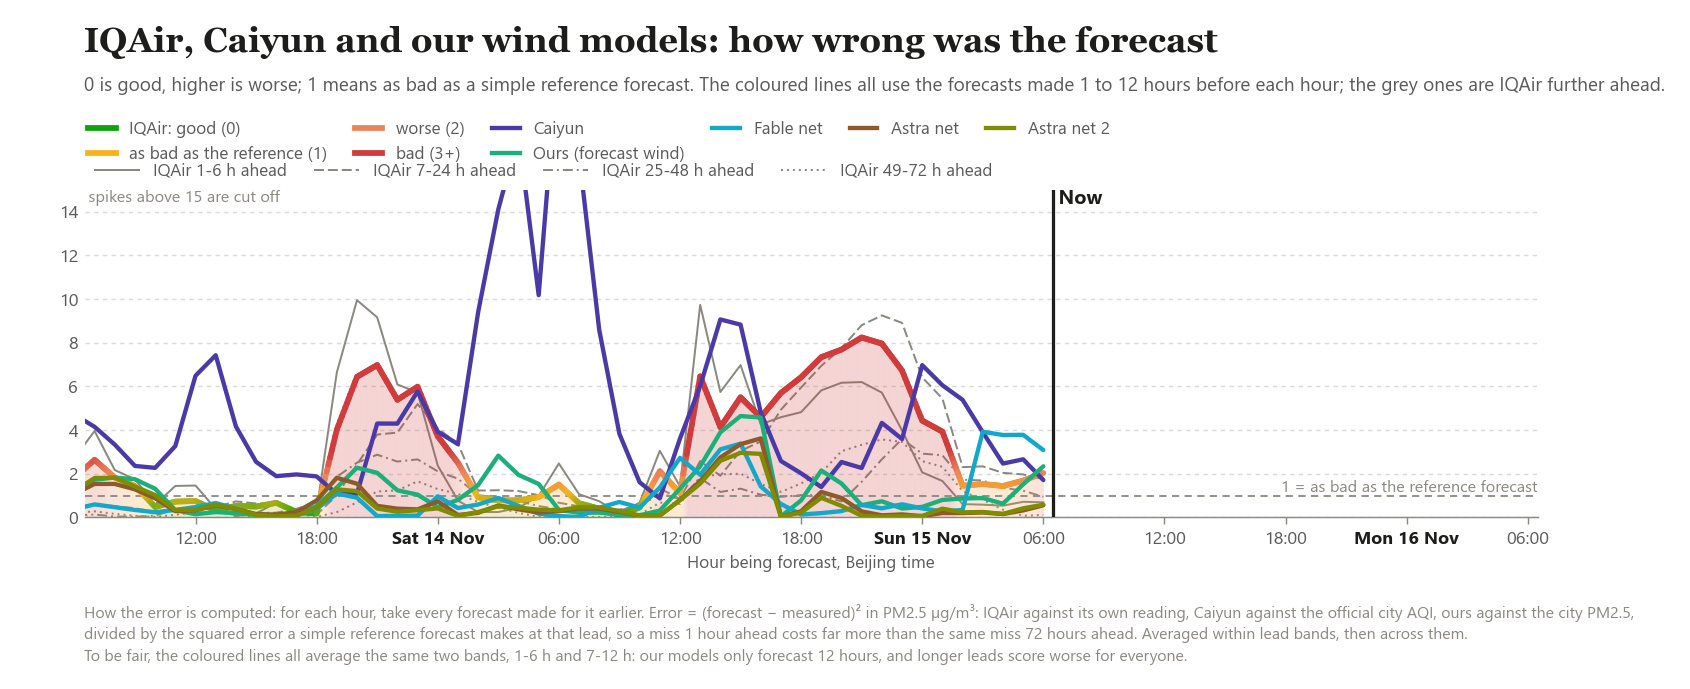 IQAir, Caiyun and our wind models: how wrong was the forecast
0 is good, higher is worse; 1 means as bad as a simple reference forecast. The coloured lines all use the forecasts made 1 to 12 hours before each hour; the grey ones are IQAir further ahead.
IQAir: good (0) worse (2) Caiyun Fable net Astra net Astra net 2
as bad as the reference (1) bad (3+) Ours (forecast wind)
IQAir 1-6 h ahead IQAir 7-24 h ahead IQAir 25-48 h ahead IQAir 49-72 h ahead
spikes above 15 are cut off Now
14
12
10
8
6
4
2
1 = as bad as the reference forecast
0
12:00 18:00 Sat 14 Nov 06:00 12:00 18:00 Sun 15 Nov 06:00 12:00 18:00 Mon 16 Nov 06:00
Hour being forecast, Beijing time
How the error is computed: for each hour, take every forecast made for it earlier. Error = (forecast − measured)² in PM2.5 µg/m³: IQAir against its own reading, Caiyun against the official city AQI, ours against the city PM2.5,
divided by the squared error a simple reference forecast makes at that lead, so a miss 1 hour ahead costs far more than the same miss 72 hours ahead. Averaged within lead bands, then across them.
To be fair, the coloured lines all average the same two bands, 1-6 h and 7-12 h: our models only forecast 12 hours, and longer leads score worse for everyone.